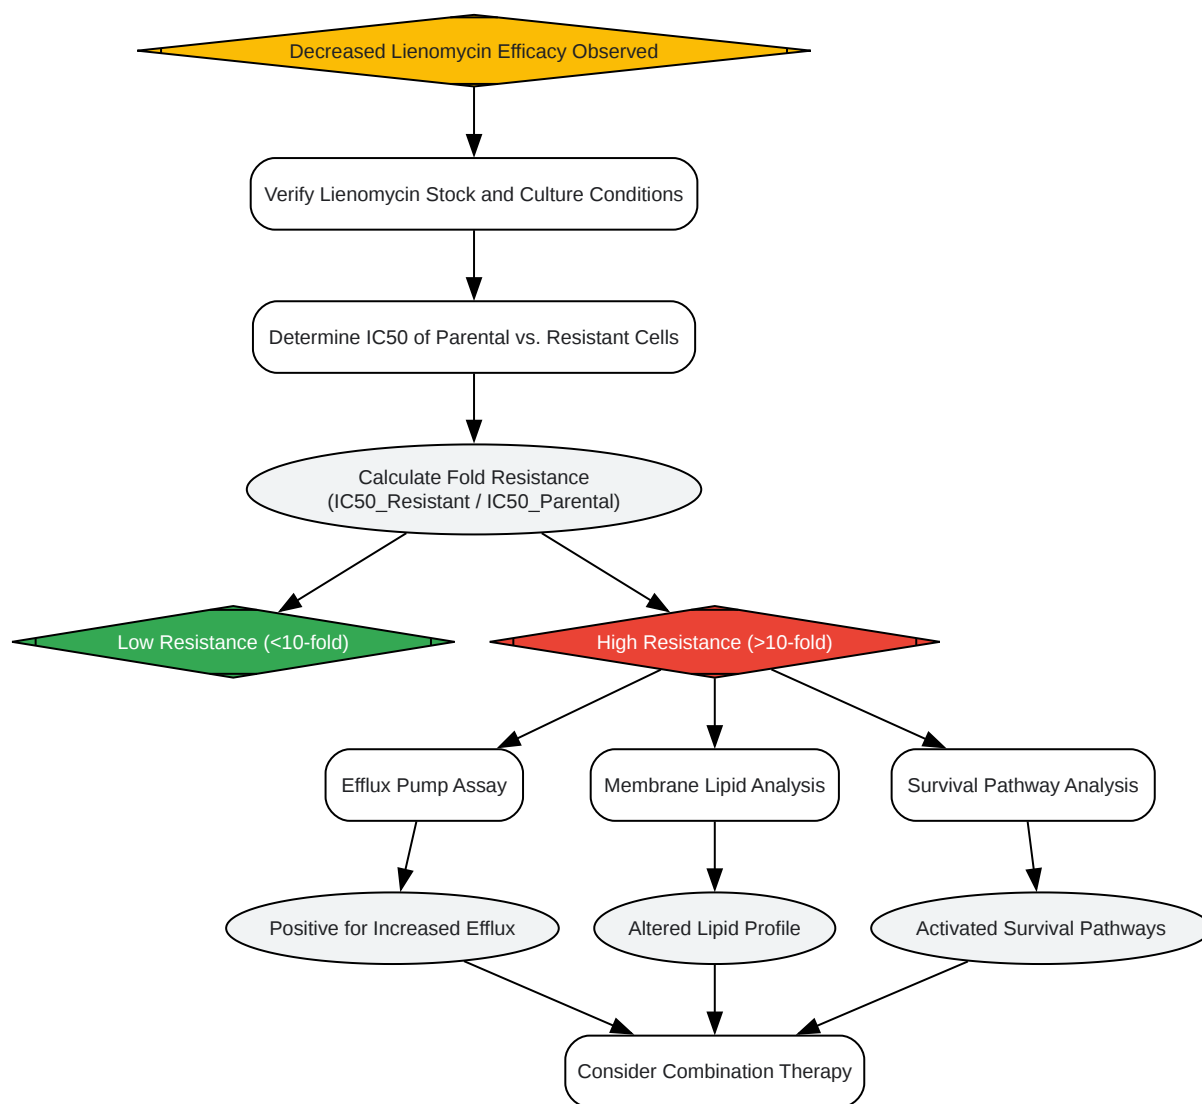 Decreased Lienomycin Efficacy Observed
Verify Lienomycin Stock and Culture Conditions
Determine IC50 of Parental vs. Resistant Cells
Calculate Fold Resistance
(IC50_Resistant / IC50_Parental)
Low Resistance (<10-fold)
High Resistance (>10-fold)
Efflux Pump Assay
Membrane Lipid Analysis
Survival Pathway Analysis
Positive for Increased Efflux
Altered Lipid Profile
Activated Survival Pathways
Consider Combination Therapy